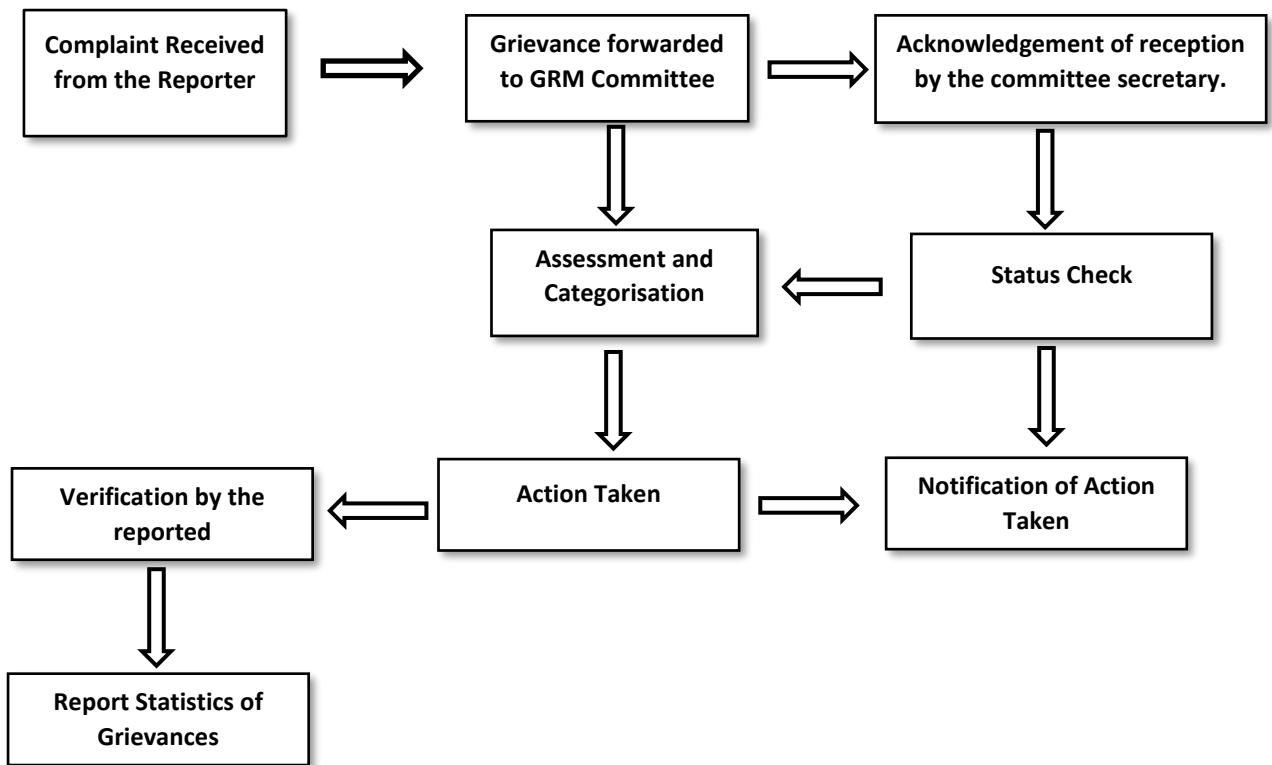 Complaint Received
from the Reporter
Grievance forwarded
to GRM Committee
Acknowledgement of reception
by the committee secretary.
Assessment and
Categorisation
Status Check
Verification by the
reported
Action Taken
Notification of Action
Taken
Report Statistics of
Grievances